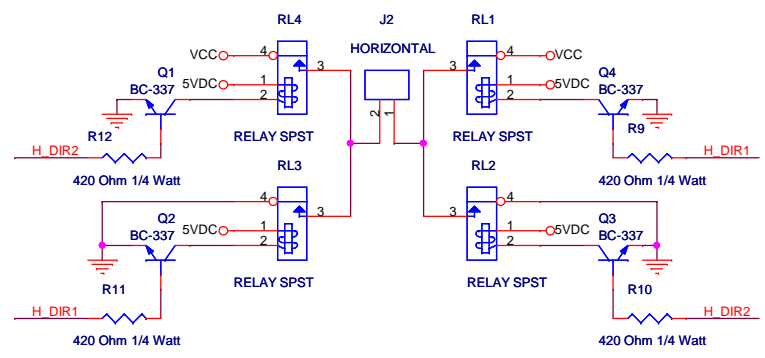 RL4
J2
RL1
HORIZONTAL
VCC
4
3
4
VCC
3
Q1
BC-337
5VDC
1
2
2
1
1
5VDC
2
Q4
BC-337
R12
RELAY SPST
RELAY SPST
R9
H_DIR2
H_DIR1
420 Ohm 1/4 Watt
RL3
RL2
420 Ohm 1/4 Watt
4
3
4
3
Q2
BC-337
5VDC
1
2
1
5VDC
2
Q3
BC-337
R11
RELAY SPST
RELAY SPST
R10
H_DIR1
H_DIR2
420 Ohm 1/4 Watt
420 Ohm 1/4 Watt